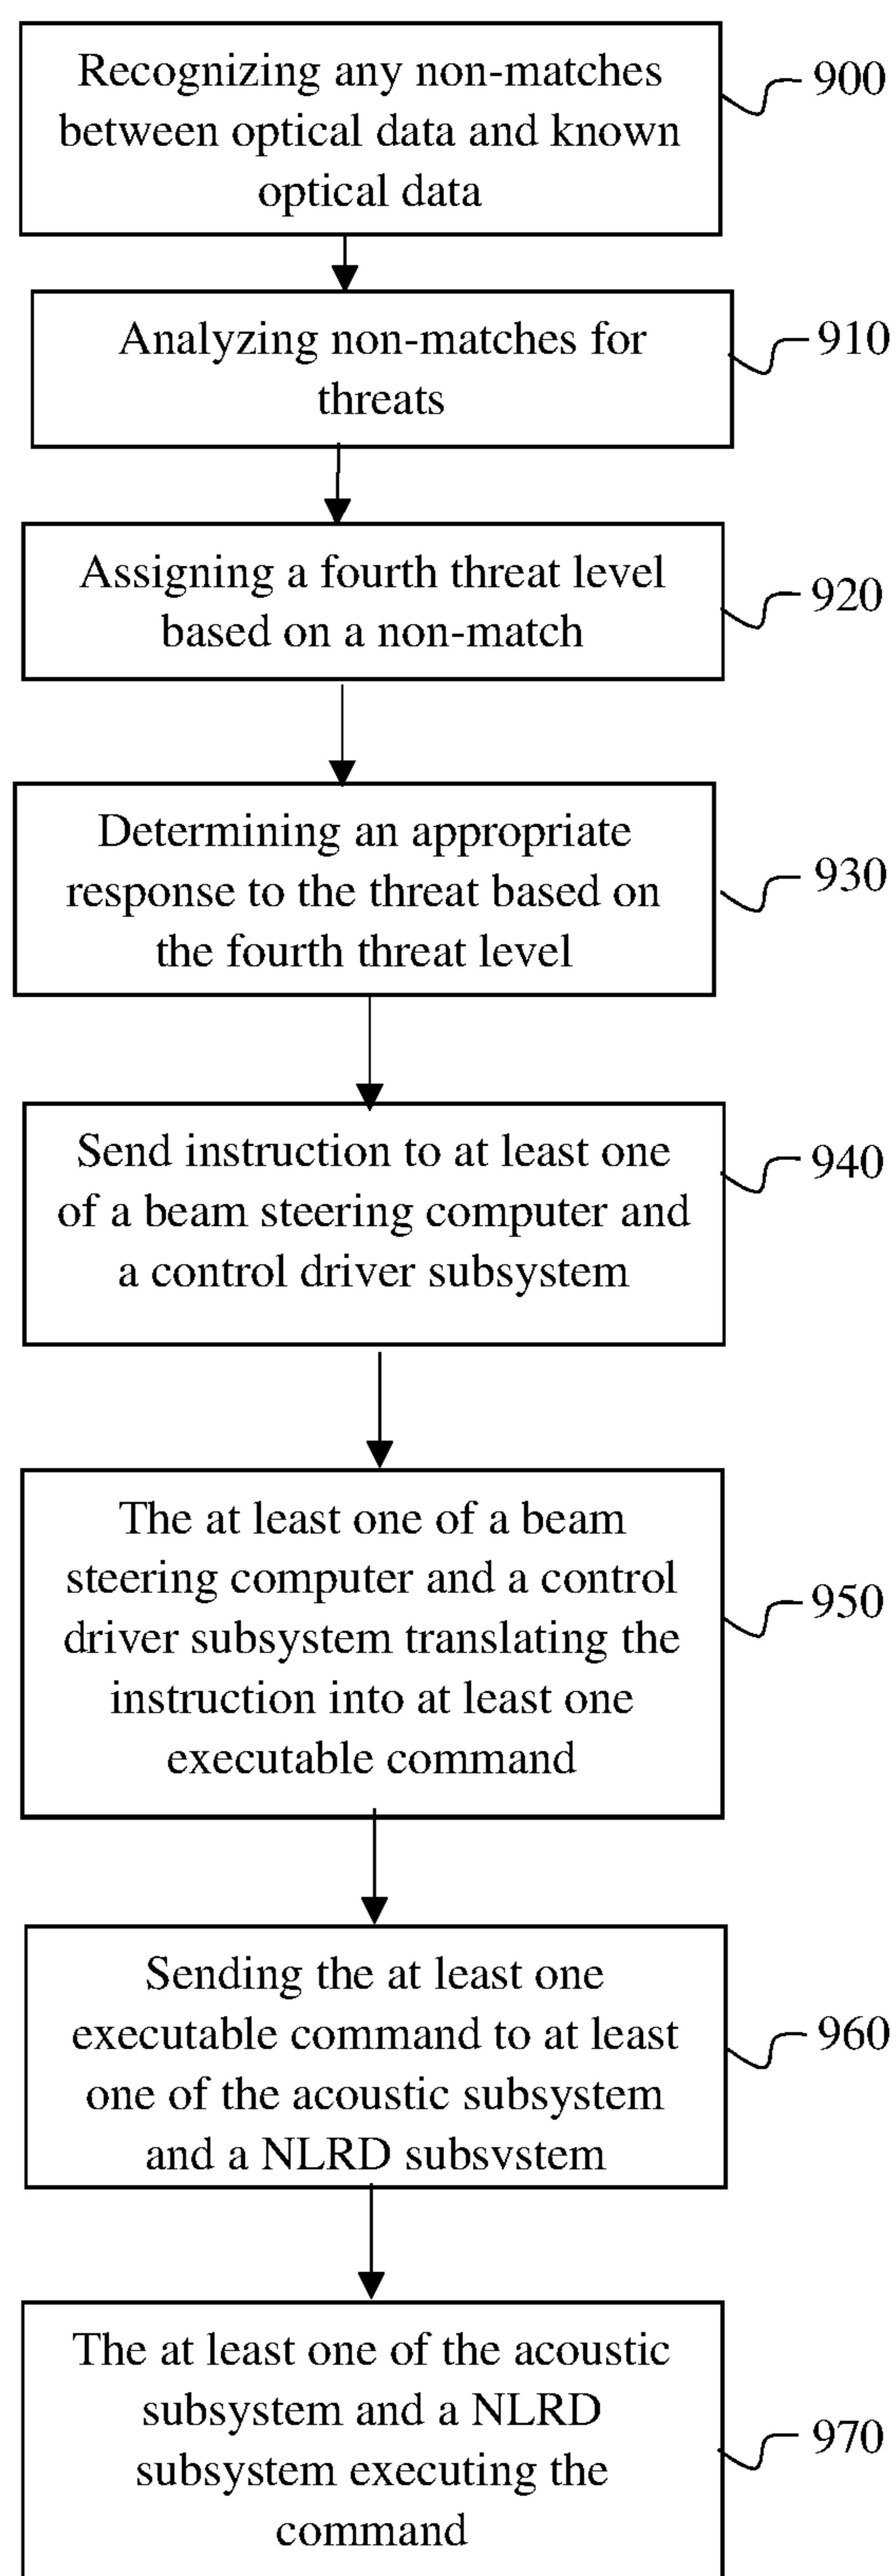 Recognizing any non-matches
between optical data and known
optical data
900
Analyzing non-matches for
threats
910
Assigning a fourth threat level
based on a non-match
920
Determining an appropriate
response to the threat based on
the fourth threat level
930
Send instruction to at least one
of a beam steering computer and
a control driver subsystem
940
The at least one of a beam
steering computer and a control
driver subsystem translating the
instruction into at least one
executable command
950
Sending the at least one
executable command to at least
one of the acoustic subsystem
and a NLRD subsystem
960
The at least one of the acoustic
subsystem and a NLRD
subsystem executing the
command
970